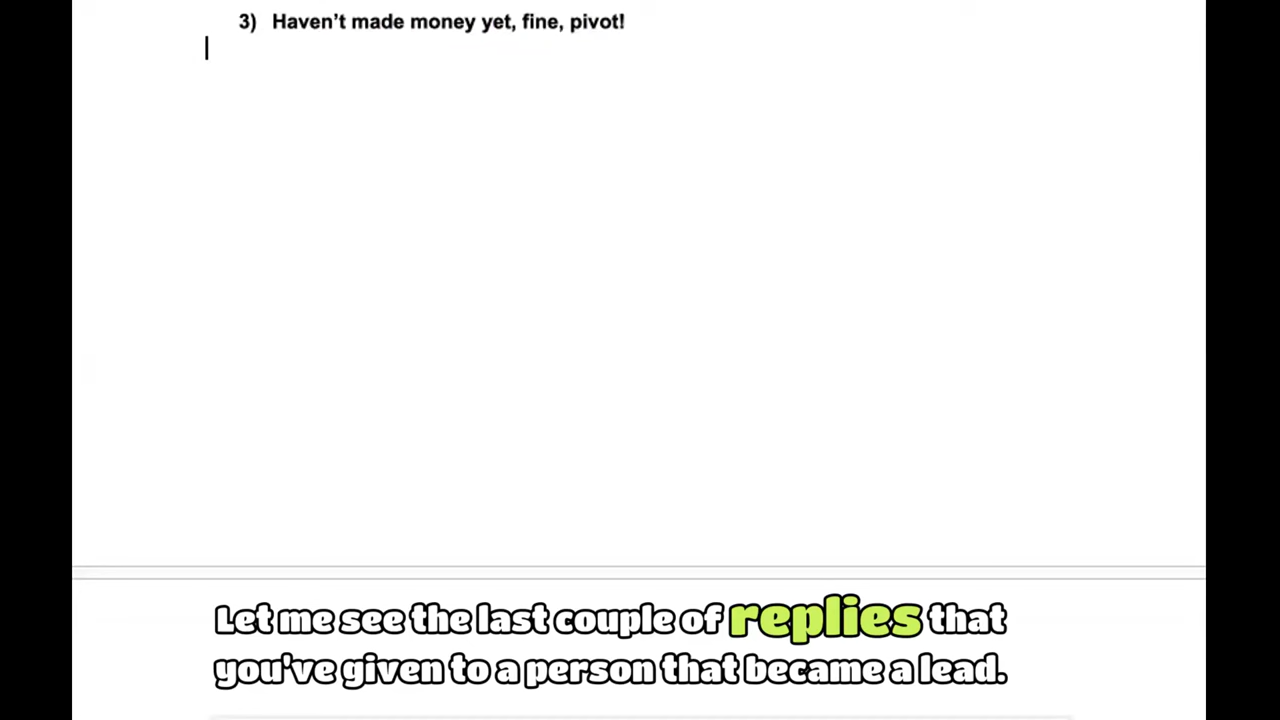 3) Haven’t made money yet, fine, pivot!
Let me see the last couple of replies that
you've given to a person that became a lead.